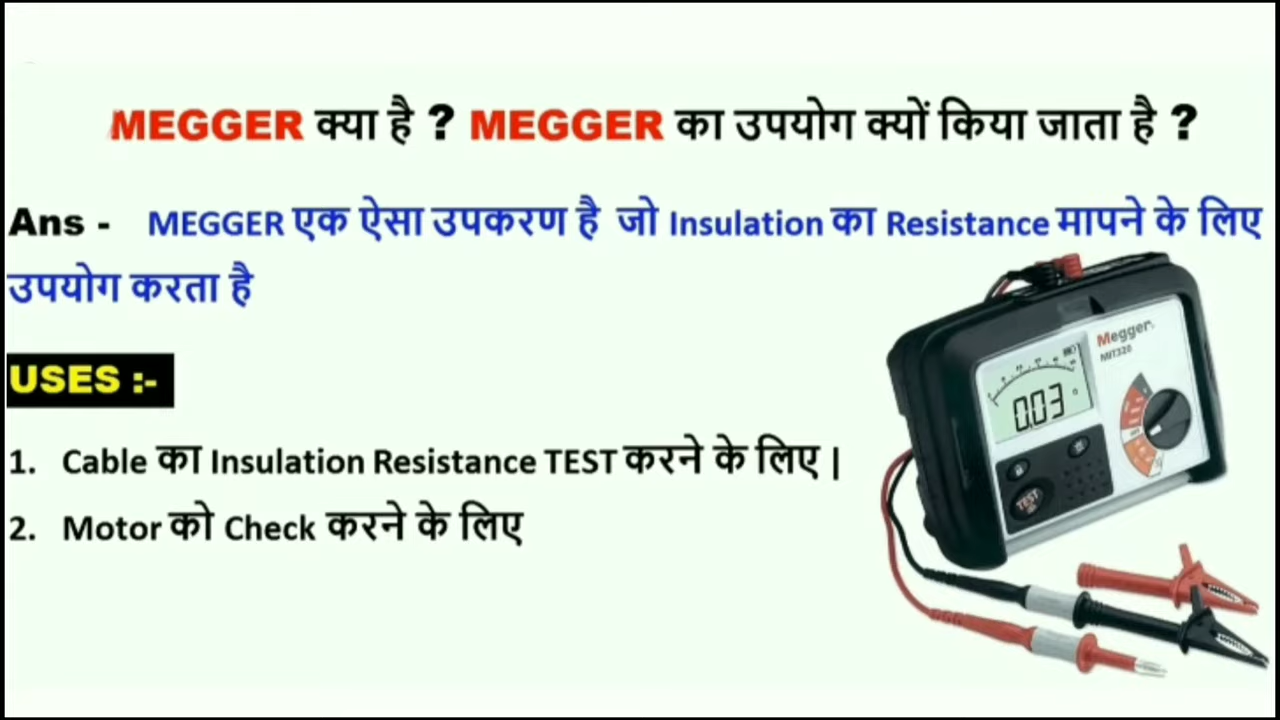 MEGGER क्या है ? MEGGER का उपयोग क्यों किया जाता है ?
Ans - MEGGER एक ऐसा उपकरण है जो Insulation का Resistance मापने के लिए
उपयोग करता है
USES :-
1. Cable का Insulation Resistance TEST करने के लिए |
2. Motor को Check करने के लिए
Megger.
MIT320
0.03
TEST